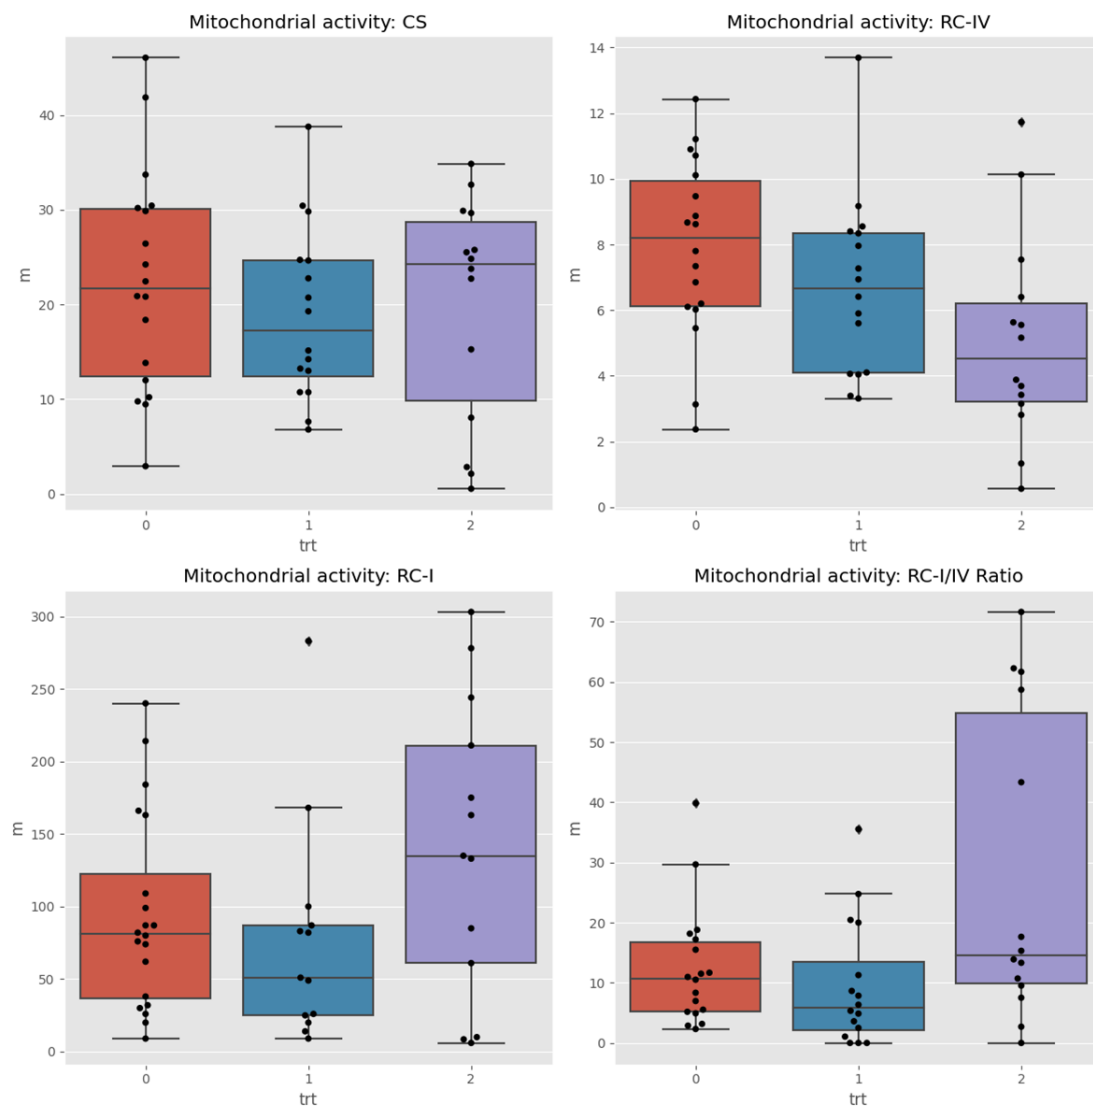 Mitochondrial activity: CS
40
30
20
10
0
m
0 1 2
trt
Mitochondrial activity: RC-IV
14
12
10
8
6
4
2
0
m
0 1 2
trt
Mitochondrial activity: RC-I
300
250
200
150
100
50
0
m
0 1 2
trt
Mitochondrial activity: RC-I/IV Ratio
70
60
50
40
30
20
10
0
m
0 1 2
trt